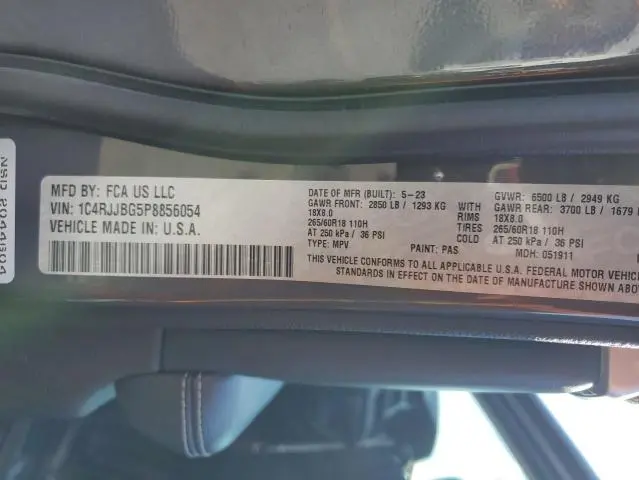 MFD BY: FCA US LLC
VIN: 1C4RJJBG5P8856054
VEHICLE MADE IN: U.S.A.
DATE OF MFR (BUILT): 5-23
GAWR FRONT: 2850 LB / 1293 KG
18X8.0
265/60R18 110H
AT 250 kPa / 36 PSI
TYPE: MPV
PAINT: PAS
WITH
RIMS
TIRES
COLD
GVWR: 6500 LB / 2949 KG
GAWR REAR: 3700 LB / 1679
18X8.0
265/60R18 110H
AT 250 kPa / 36 PSI
MDH: 051911
THIS VEHICLE CONFORMS TO ALL APPLICABLE U.S.A. FEDERAL MOTOR VEHICLE
STANDARDS IN EFFECT ON THE DATE OF MANUFACTURE SHOWN ABO